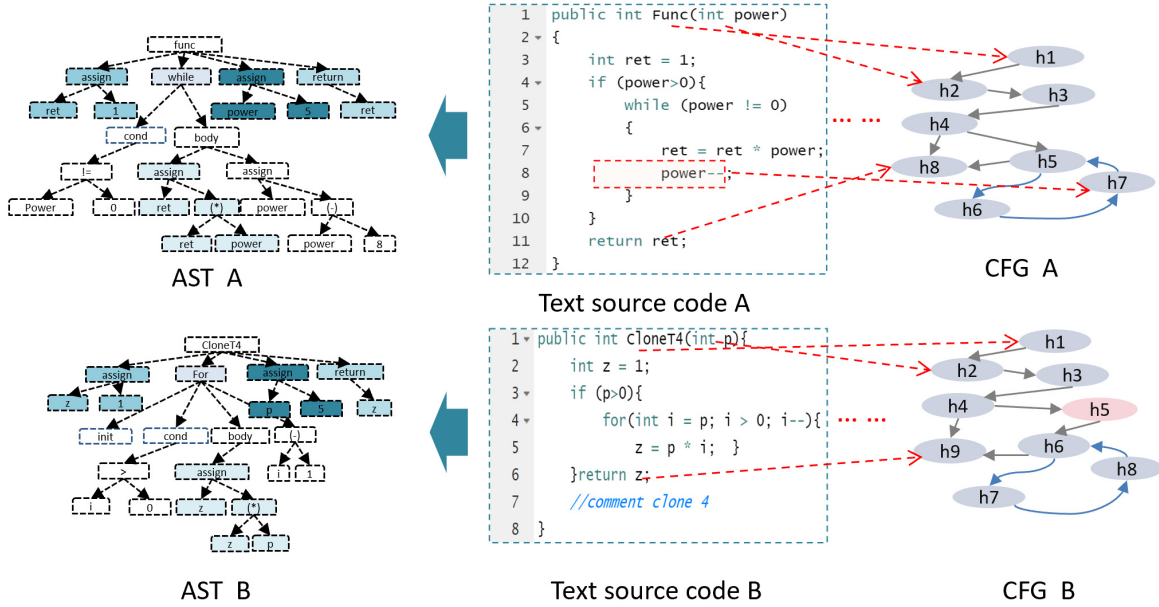 func
assign while assign return
ret 1 power 5 ret
cond body
!= assign assign
Power 0 ret (*) power (-)
ret power power 8
AST A
1 public int Func(int power)
2 {
3 int ret = 1;
4 if (power>0){
5 while (power != 0)
6 {
7 ret = ret * power;
8 power--;
9 }
10 }
11 return ret;
12 }
Text source code A
... ...
h1
h2 h3
h4
h8 h5
h7
h6
CFG A
CloneT4
assign For assign return
z 1 p 5 z
init cond body (-)
> assign i 1
i 0 z (*)
z p
AST B
1 public int CloneT4(int p){
2 int z = 1;
3 if (p>0){
4 for(int i = p; i > 0; i--){
5 z = p * i; }
6 }return z;
7 //comment clone 4
8 }
Text source code B
... ...
h1
h2 h3
h4 h5
h9 h6
h8
h7
CFG B